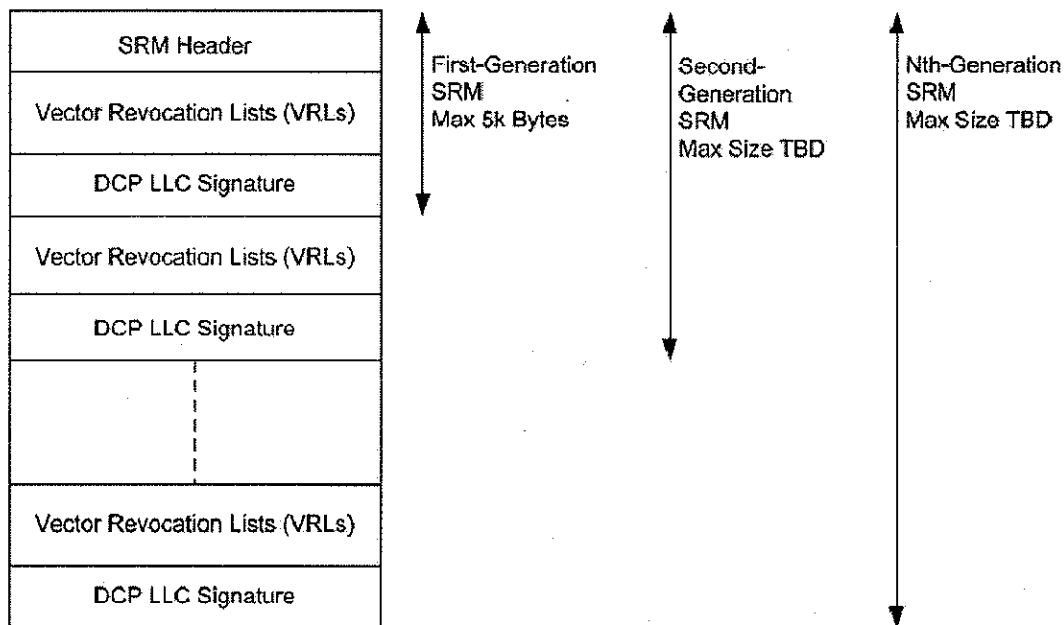 SRM Header
Vector Revocation Lists (VRLs)
DCP LLC Signature
Vector Revocation Lists (VRLs)
DCP LLC Signature
Vector Revocation Lists (VRLs)
DCP LLC Signature
First-Generation
SRM
Max 5k Bytes
Second-
Generation
SRM
Max Size TBD
Nth-Generation
SRM
Max Size TBD